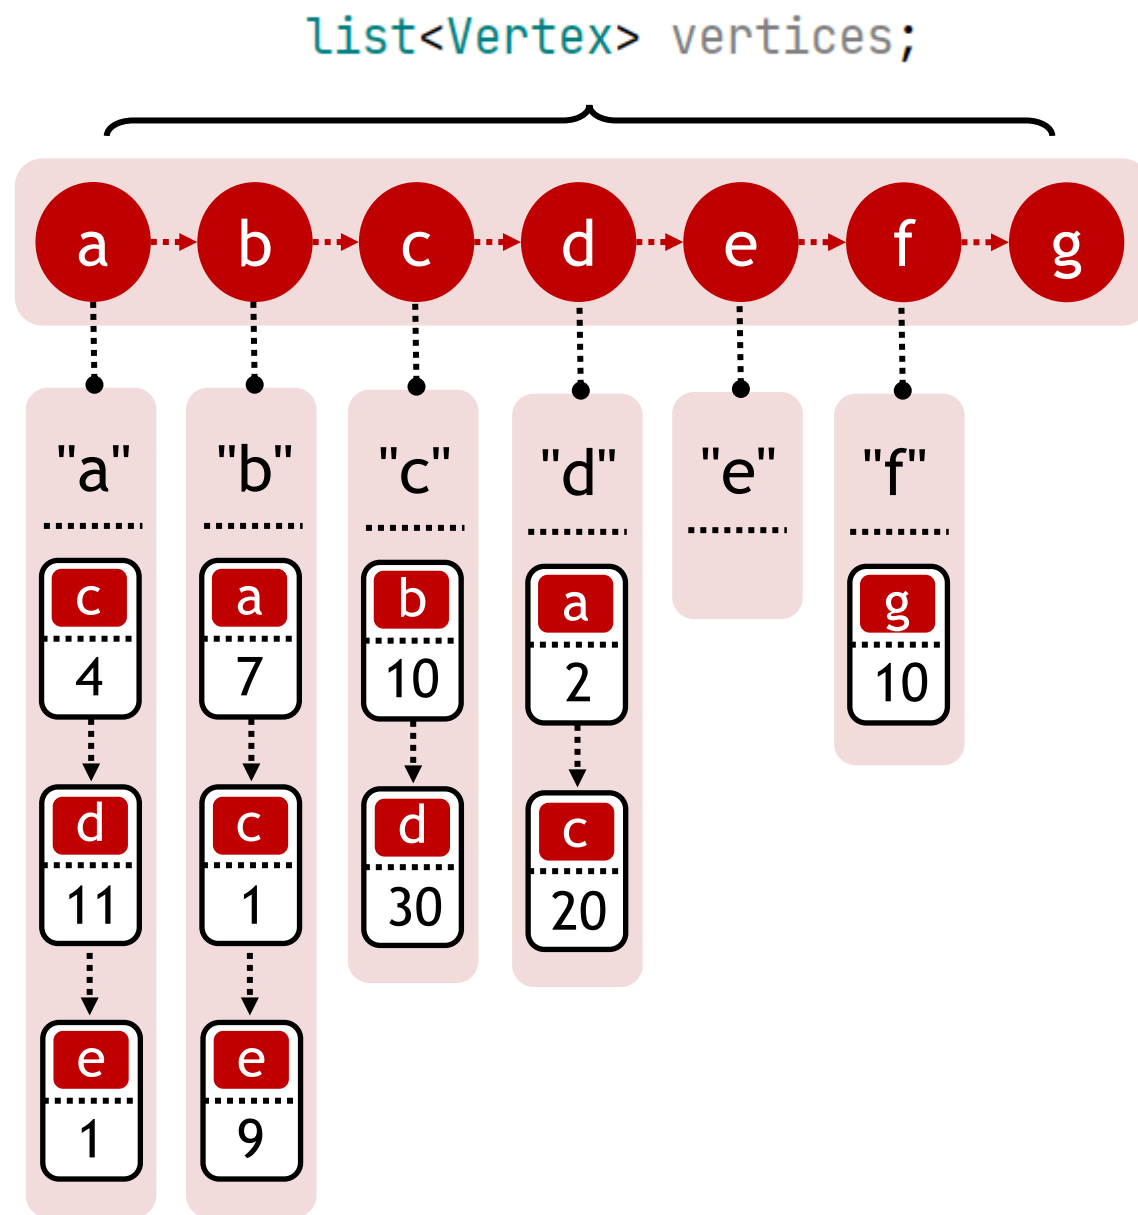 list<Vertex> vertices;
a b c d e f g
"a" "b" "c" "d" "e" "f"
c a b a g
4 7 10 2 10
d c d c
11 1 30 20
e e
1 9